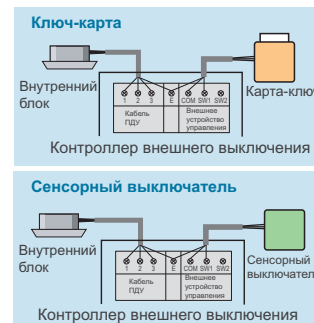 Ключ-карта
Внутренний
блок
Карта-ключ
1 2 3 E COM SW1 SW2
Кабель
ПДУ
Внешнее
устройство
управления
Контроллер внешнего выключения
Сенсорный выключатель
Внутренний
блок
Сенсорный
выключател
1 2 3 E COM SW1 SW2
Кабель
ПДУ
Внешнее
устройство
управления
Контроллер внешнего выключения